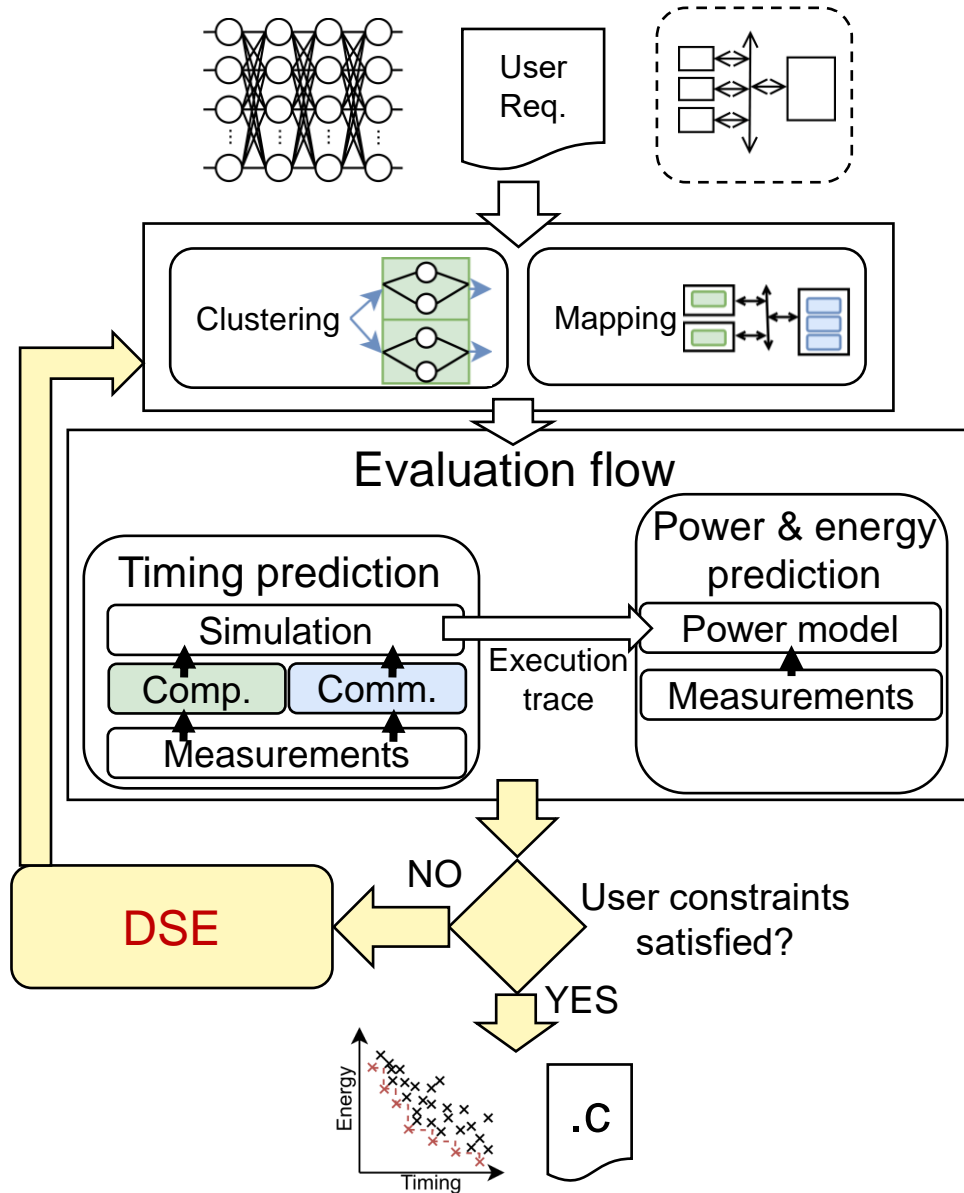 User
Req.
Clustering
Mapping
Evaluation flow
Timing prediction
Simulation
Comp.
Comm.
Measurements
Execution
trace
Power & energy
prediction
Power model
Measurements
DSE
NO
User constraints
satisfied?
YES
Energy
Timing
.c